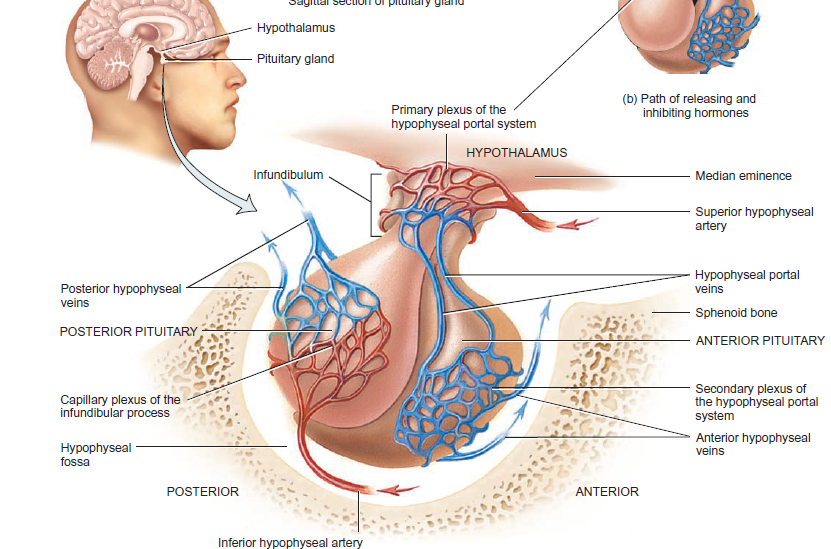 Sagittal section of pituitary gland
Hypothalamus
Pituitary gland
(b) Path of releasing and
inhibiting hormones
Primary plexus of the
hypophyseal portal system
HYPOTHALAMUS
Infundibulum
Median eminence
Superior hypophyseal
artery
Posterior hypophyseal
veins
Hypophyseal portal
veins
Sphenoid bone
POSTERIOR PITUITARY
ANTERIOR PITUITARY
Capillary plexus of the
infundibular process
Secondary plexus of
the hypophyseal portal
system
Hypophyseal
fossa
Anterior hypophyseal
veins
POSTERIOR
ANTERIOR
Inferior hypophyseal artery